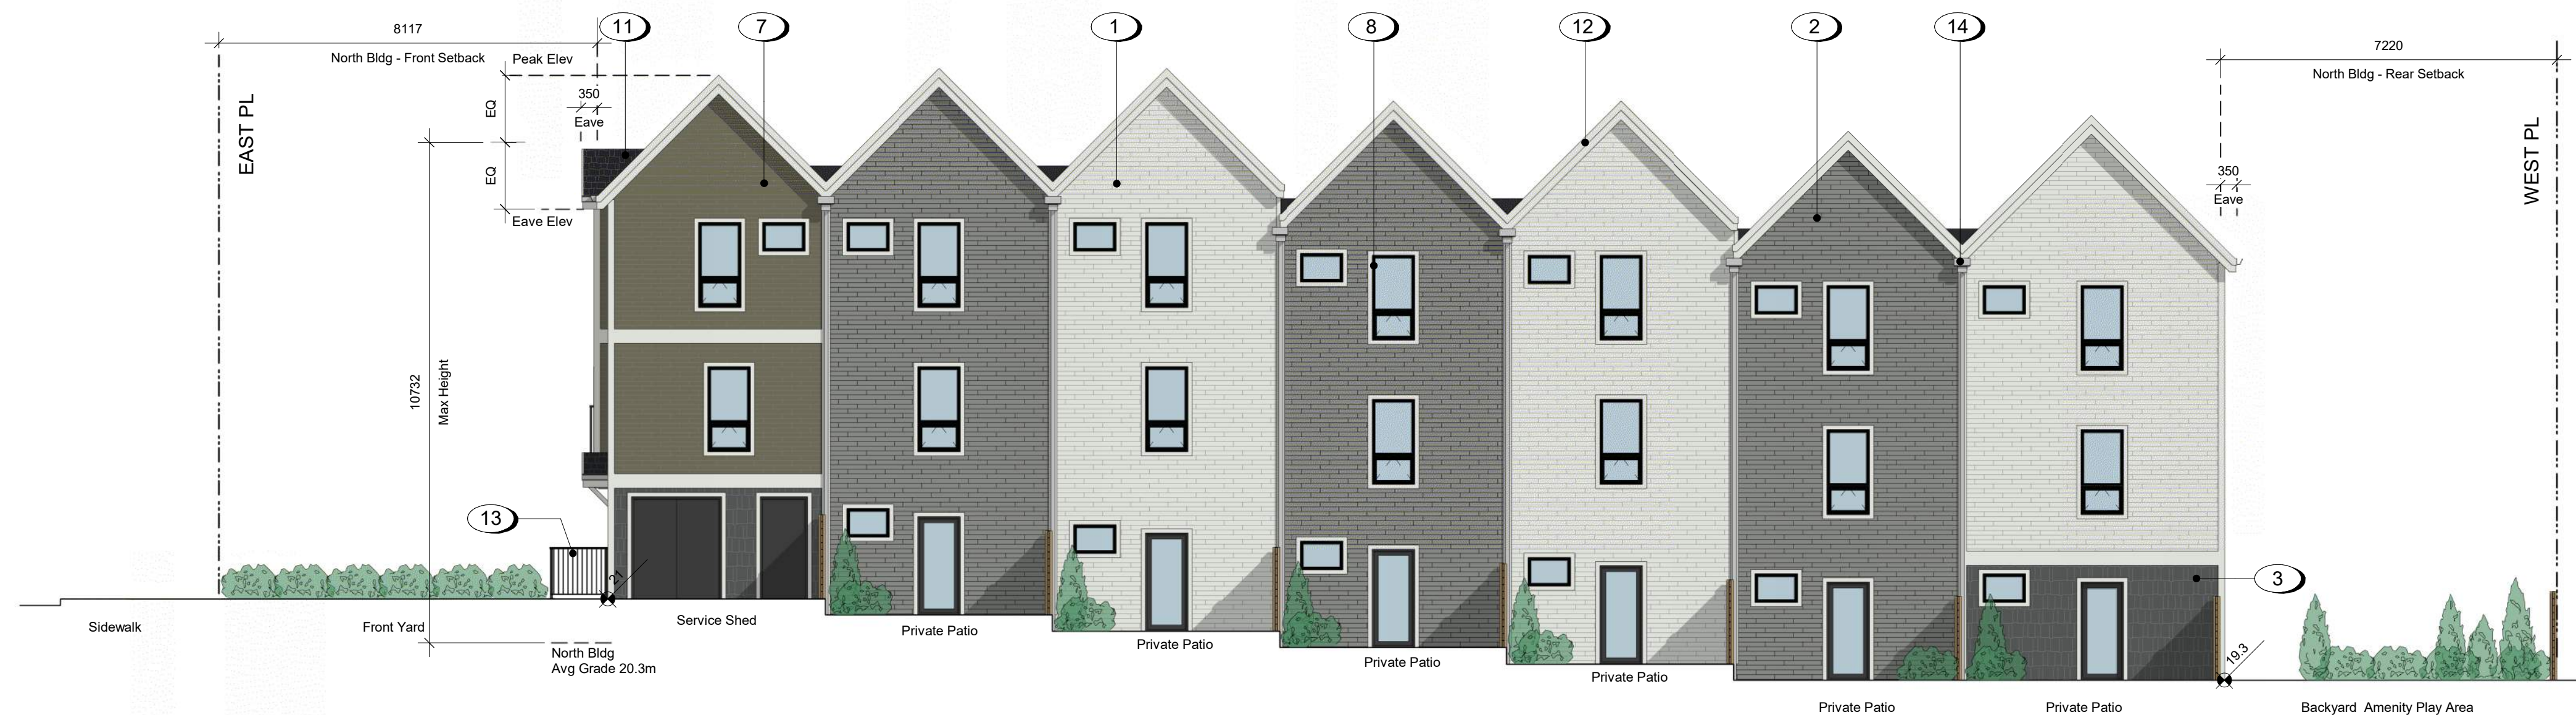 8117
11
7
1
8
12
2
14
7220
North Bldg - Front Setback
Peak Elev
North Bldg - Rear Setback
EAST PL
EQ
350
Eave
WEST PL
EQ
350
Eave
Eave Elev
10732
Max Height
13
21
3
Sidewalk
Front Yard
Service Shed
Private Patio
Private Patio
Private Patio
Private Patio
Private Patio
Private Patio
North Bldg
Avg Grade 20.3m
19.3
Backyard Amenity Play Area